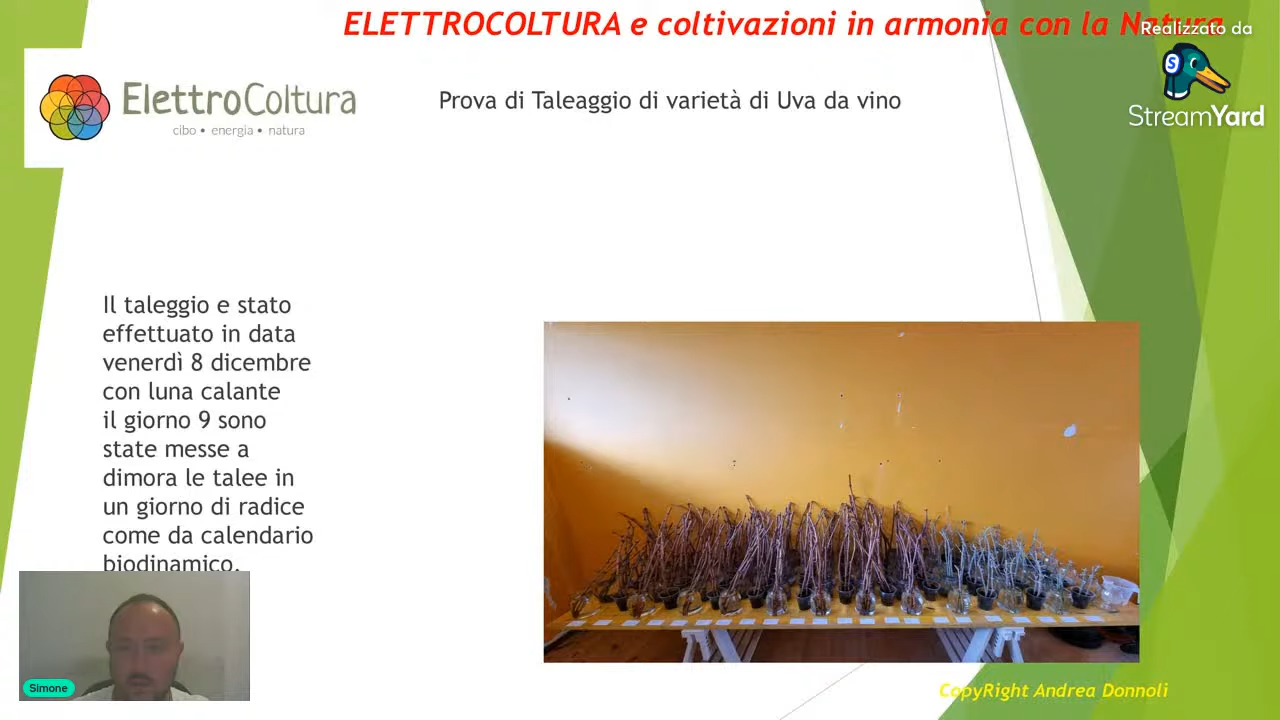 ELETTROCOLTURA e coltivazioni in armonia con la Natura
Realizzato da
StreamYard
ElettroColtura
cibo • energia • natura
Prova di Taleaggio di varietà di Uva da vino
Il taleggio e stato
effettuato in data
venerdì 8 dicembre
con luna calante
il giorno 9 sono
state messe a
dimora le talee in
un giorno di radice
come da calendario
biodinamico.
Simone
CopyRight Andrea Donnoli